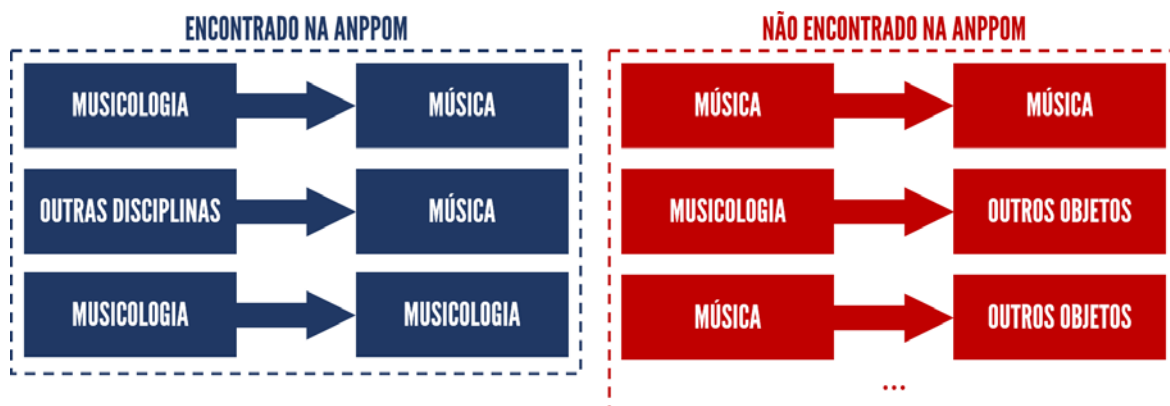 ENCONTRADO NA ANPPOM
MUSICOLOGIA
MÚSICA
OUTRAS DISCIPLINAS
MÚSICA
MUSICOLOGIA
MUSICOLOGIA
NÃO ENCONTRADO NA ANPPOM
MÚSICA
MÚSICA
MUSICOLOGIA
OUTROS OBJETOS
MÚSICA
OUTROS OBJETOS
...